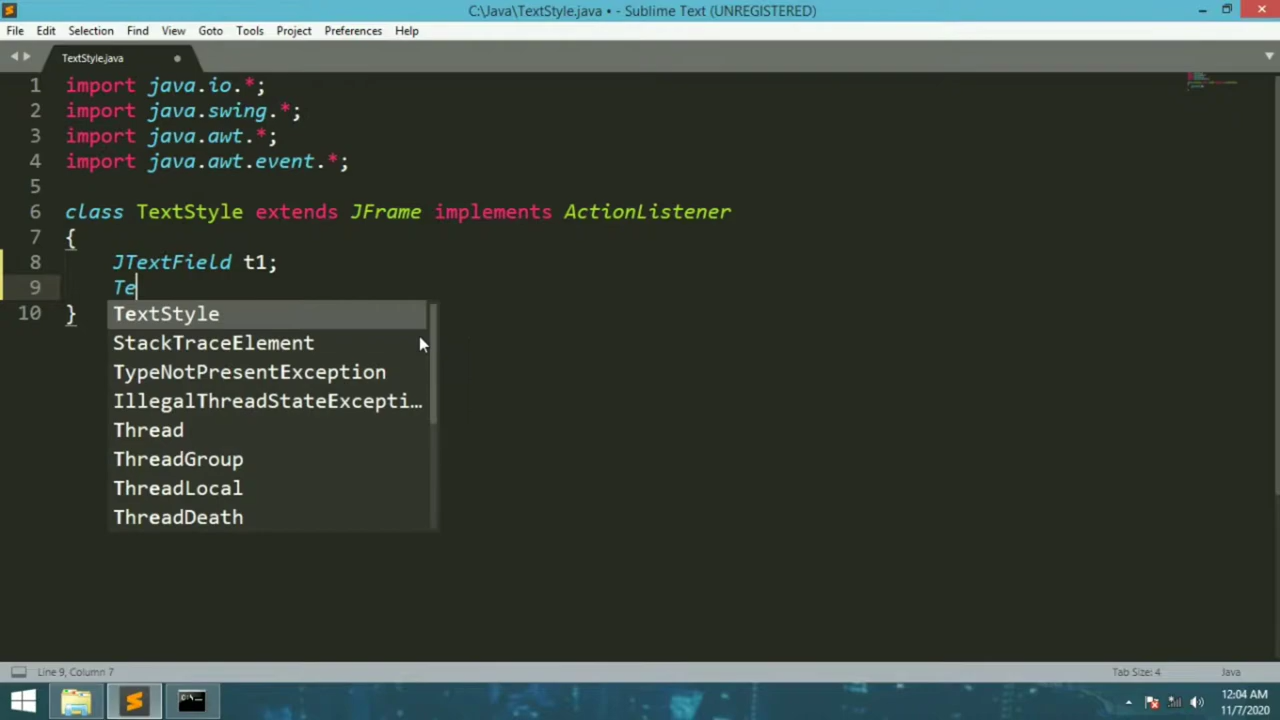 C:\Java\TextStyle.java • - Sublime Text (UNREGISTERED)
File Edit Selection Find View Goto Tools Project Preferences Help
TextStyle.java
1 import java.io.*;
2 import java.swing.*;
3 import java.awt.*;
4 import java.awt.event.*;
5
6 class TextStyle extends JFrame implements ActionListener
7 {
8 JTextField t1;
9 Te
TextStyle
10 }
StackTraceElement
TypeNotPresentException
IllegalThreadStateExcepti…
Thread
ThreadGroup
ThreadLocal
ThreadDeath
Line 9, Column 7 Tab Size: 4 Java
12:04 AM
11/7/2020